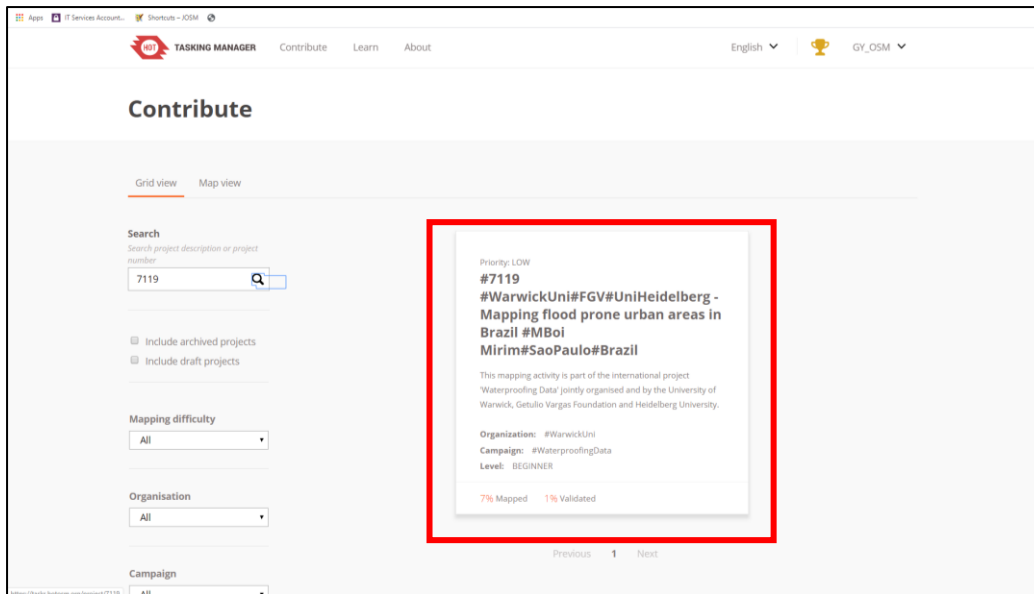 Apps IT Services Account... Shortcuts – JOSM
HOT TASKING MANAGER Contribute Learn About English GY_OSM
Contribute
Grid view Map view
Search
Search project description or project
number
7119
Include archived projects
Include draft projects
Mapping difficulty
All
Organisation
All
Campaign
All
Priority: LOW
#7119
#WarwickUni#FGV#UniHeidelberg -
Mapping flood prone urban areas in
Brazil #MBoi
Mirim#SaoPaulo#Brazil
This mapping activity is part of the international project
'Waterproofing Data' jointly organised and by the University of
Warwick, Getulio Vargas Foundation and Heidelberg University.
Organization: #WarwickUni
Campaign: #WaterproofingData
Level: BEGINNER
7% Mapped 1% Validated
Previous 1 Next